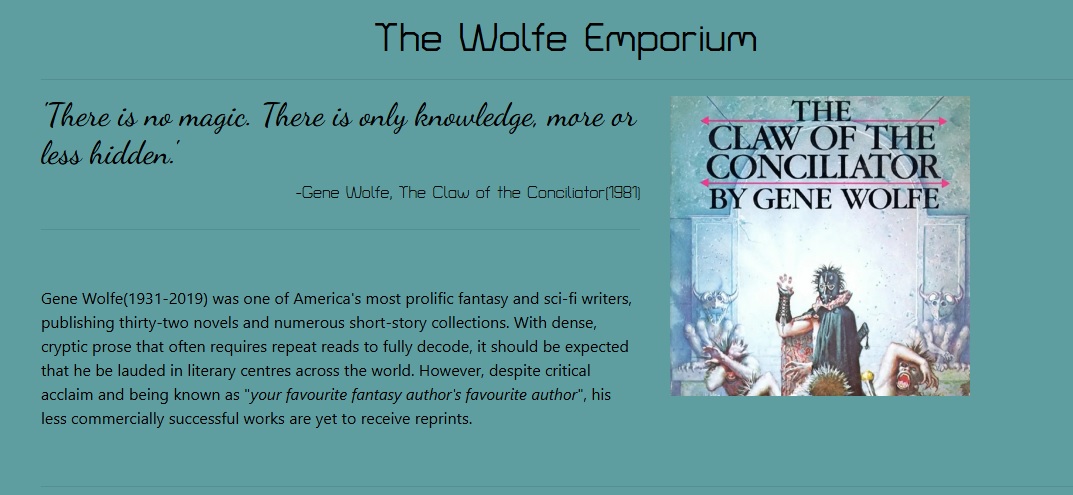 The Wolfe Emporium
'There is no magic. There is only knowledge, more or
less hidden.'
-Gene Wolfe, The Claw of the Conciliator(1981)
THE
CLAW OF THE
CONCILIATOR
BY GENE WOLFE
Gene Wolfe(1931-2019) was one of America's most prolific fantasy and sci-fi writers,
publishing thirty-two novels and numerous short-story collections. With dense,
cryptic prose that often requires repeat reads to fully decode, it should be expected
that he be lauded in literary centres across the world. However, despite critical
acclaim and being known as "your favourite fantasy author's favourite author", his
less commercially successful works are yet to receive reprints.